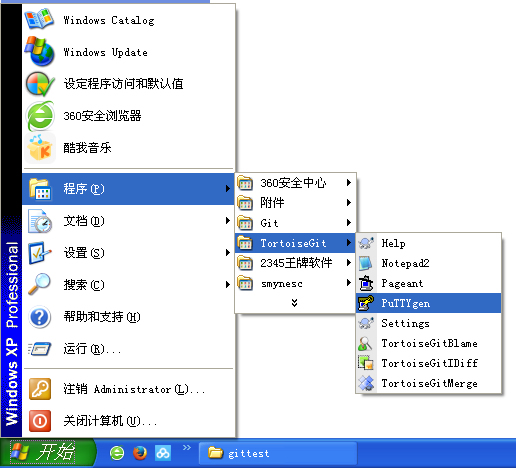 Windows Catalog
Windows Update
设定程序访问和默认值
360安全浏览器
酷我音乐
程序(P)
文档(D)
设置(S)
搜索(C)
帮助和支持(H)
运行(R)...
注销 Administrator(L)...
关闭计算机(U)...
Windows XP Professional
360安全中心
附件
Git
TortoiseGit
2345王牌软件
smynesc
Help
Notepad2
Pageant
PuTTYgen
Settings
TortoiseGitBlame
TortoiseGitIDiff
TortoiseGitMerge
开始
gittest